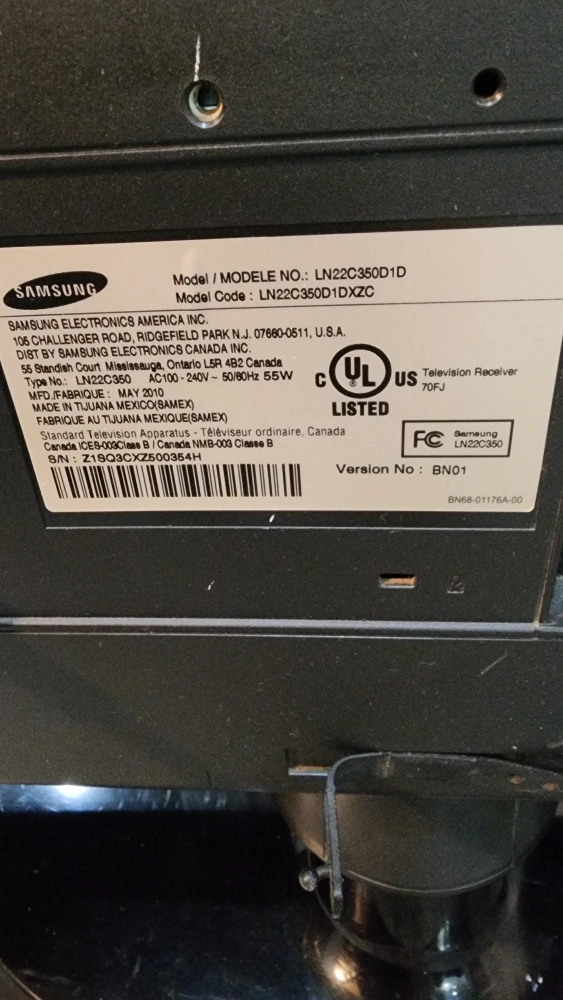 SAMSUNG
Model / MODELE NO.: LN22C350D1D
Model Code : LN22C350D1DXZC
SAMSUNG ELECTRONICS AMERICA INC.
105 CHALLENGER ROAD, RIDGEFIELD PARK N.J. 07660-0511, U.S.A.
DIST BY SAMSUNG ELECTRONICS CANADA INC.
55 Standish Court Mississauga, Ontario L5R 4B2 Canada
Type No.: LN22C350 AC100 - 240V ~ 50/60Hz 55W
MFD./FABRIQUE : MAY 2010
MADE IN TIJUANA MEXICO(SAMEX)
FABRIQUE AU TIJUANA MEXIQUE(SAMEX)
Standard Television Apparatus - Téléviseur ordinaire, Canada
Canada ICES-003Class B / Canada NMB-003 Classe B
S/N : Z1SQ3CXZ500354H
C UL US
LISTED
Television Receiver
70FJ
FC Samsung
LN22C350
Version No : BN01
BN68-01176A-00